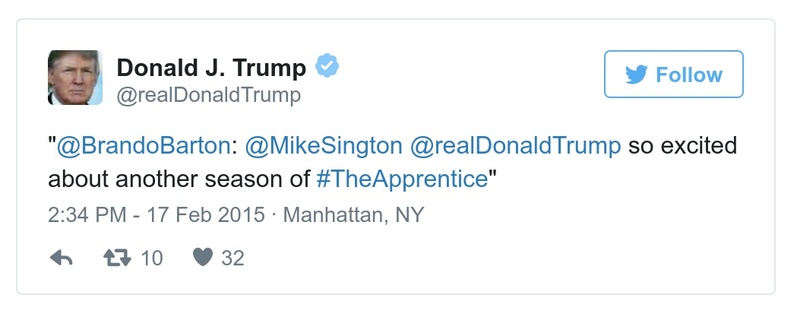 Donald J. Trump
@realDonaldTrump
Follow
"@BrandoBarton: @MikeSington @realDonaldTrump so excited
about another season of #TheApprentice"
2:34 PM - 17 Feb 2015 · Manhattan, NY
10 32